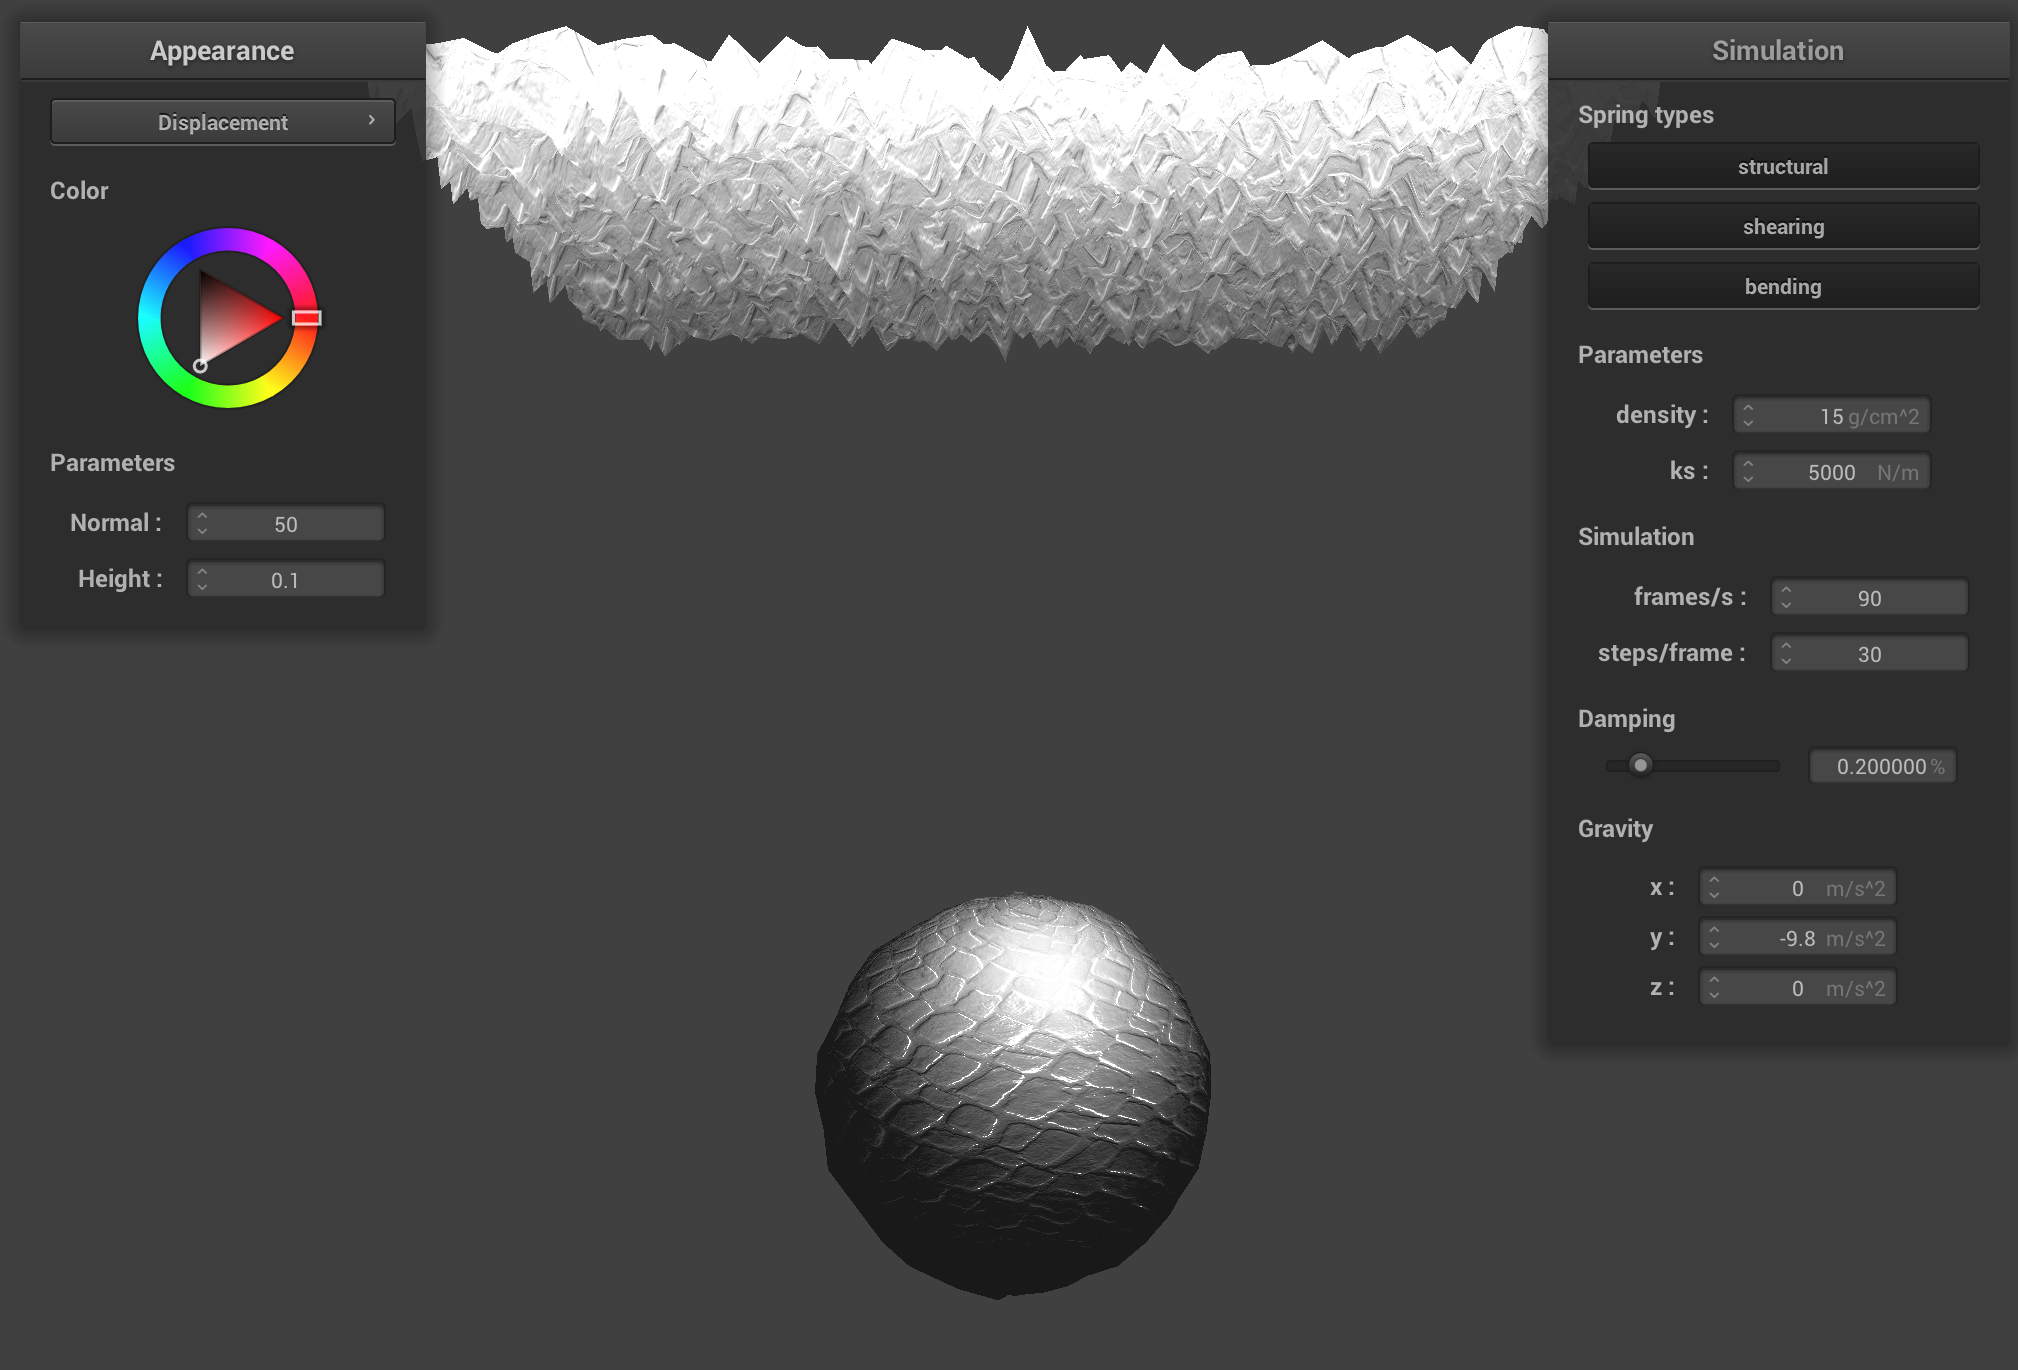 Appearance
Displacement
Color
Parameters
Normal : 50
Height : 0.1
Simulation
Spring types
structural
shearing
bending
Parameters
density : 15 g/cm^2
ks : 5000 N/m
Simulation
frames/s : 90
steps/frame : 30
Damping
0.200000 %
Gravity
x : 0 m/s^2
y : -9.8 m/s^2
z : 0 m/s^2